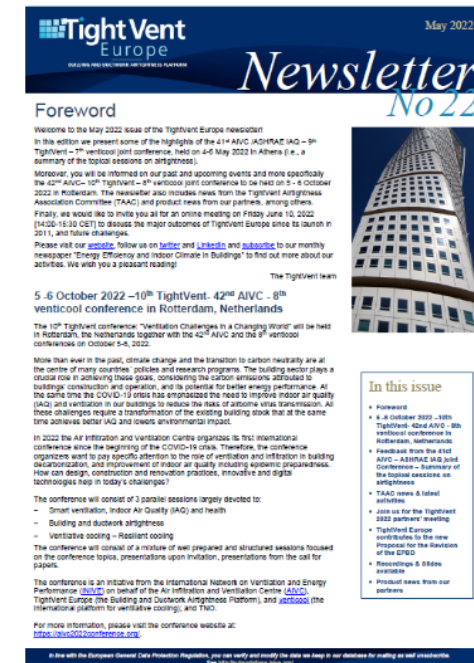 TightVent
Europe
BUILDING AND DUCTWORK AIRTIGHTNESS PLATFORM
May 2022
Newsletter
No 22
Foreword
Welcome to the May 2022 issue of the TightVent Europe newsletter!
In this edition we present some of the highlights of the 41st AIVC /ASHRAE IAQ – 9th
TightVent – 7th venticool joint conference, held on 4-6 May 2022 in Athens (i.e., a
summary of the topical sessions on airtightness).
Moreover, you will be informed on our past and upcoming events and more specifically
the 42nd AIVC– 10th TightVent – 8th venticool joint conference to be held on 5 - 6 October
2022 in Rotterdam. The newsletter also includes news from the TightVent Airtightness
Association Committee (TAAC) and product news from our partners, among others.
Finally, we would like to invite you all for an online meeting on Friday June 10, 2022
[14:00-15:30 CET] to discuss the major outcomes of TightVent Europe since its launch in
2011, and future challenges.
Please visit our website, follow us on twitter and LinkedIn and subscribe to our monthly
newspaper "Energy Efficiency and Indoor Climate in Buildings" to find out more about our
activities. We wish you a pleasant reading!
The TightVent team
5 -6 October 2022 –10th TightVent- 42nd AIVC - 8th
venticool conference in Rotterdam, Netherlands
The 10th TightVent conference: "Ventilation Challenges in a Changing World" will be held
in Rotterdam, the Netherlands together with the 42nd AIVC and the 8th venticool
conferences on October 5-6, 2022.
More than ever in the past, climate change and the transition to carbon neutrality are at
the centre of many countries' policies and research programs. The building sector plays a
crucial role in achieving these goals, considering the carbon emissions attributed to
buildings' construction and operation, and its potential for better energy performance. At
the same time the COVID-19 crisis has emphasized the need to improve indoor air quality
(IAQ) and ventilation in our buildings to reduce the risks of airborne virus transmission. All
these challenges require a transformation of the existing building stock that at the same
time achieves better IAQ and lowers environmental impact.
In 2022 the Air Infiltration and Ventilation Centre organizes its first international
conference since the beginning of the COVID-19 crisis. Therefore, the conference
organizers want to pay specific attention to the role of ventilation and infiltration in building
decarbonization, and improvement of indoor air quality including epidemic preparedness.
How can design, construction and renovation practices, innovative and digital
technologies help in today's challenges?
The conference will consist of 3 parallel sessions largely devoted to:
– Smart ventilation, Indoor Air Quality (IAQ) and health
– Building and ductwork airtightness
– Ventilative cooling – Resilient cooling
The conference will consist of a mixture of well prepared and structured sessions focused
on the conference topics, presentations upon invitation, presentations from the call for
papers.
The conference is an initiative from the International Network on Ventilation and Energy
Performance (INIVE) on behalf of the Air Infiltration and Ventilation Centre (AIVC),
TightVent Europe (the Building and Ductwork Airtightness Platform), and venticool (the
international platform for ventilative cooling); and TNO.
For more information, please visit the conference website at:
https://aivc2022conference.org/.
In this issue
• Foreword
• 5 -6 October 2022 –10th
TightVent- 42nd AIVC - 8th
venticool conference in
Rotterdam, Netherlands
• Feedback from the 41st
AIVC – ASHRAE IAQ joint
Conference – Summary of
the topical sessions on
airtightness
• TAAC news & latest
activities
• Join us for the TightVent
2022 partners' meeting
• TightVent Europe
contributes to the new
Proposal for the Revision
of the EPBD
• Recordings & Slides
available
• Product news from our
partners
In line with the European General Data Protection Regulation, you can verify and modify the data we keep in our database for mailing as well unsubscribe.